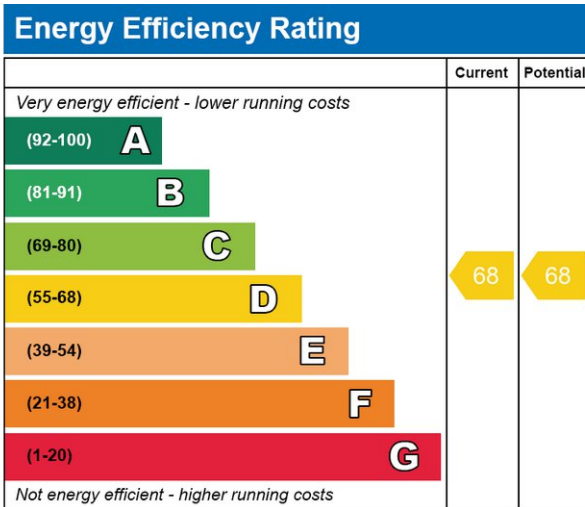 Energy Efficiency Rating
Current Potential
Very energy efficient - lower running costs
(92-100) A
(81-91) B
(69-80) C
(55-68) D
68 68
(39-54) E
(21-38) F
(1-20) G
Not energy efficient - higher running costs